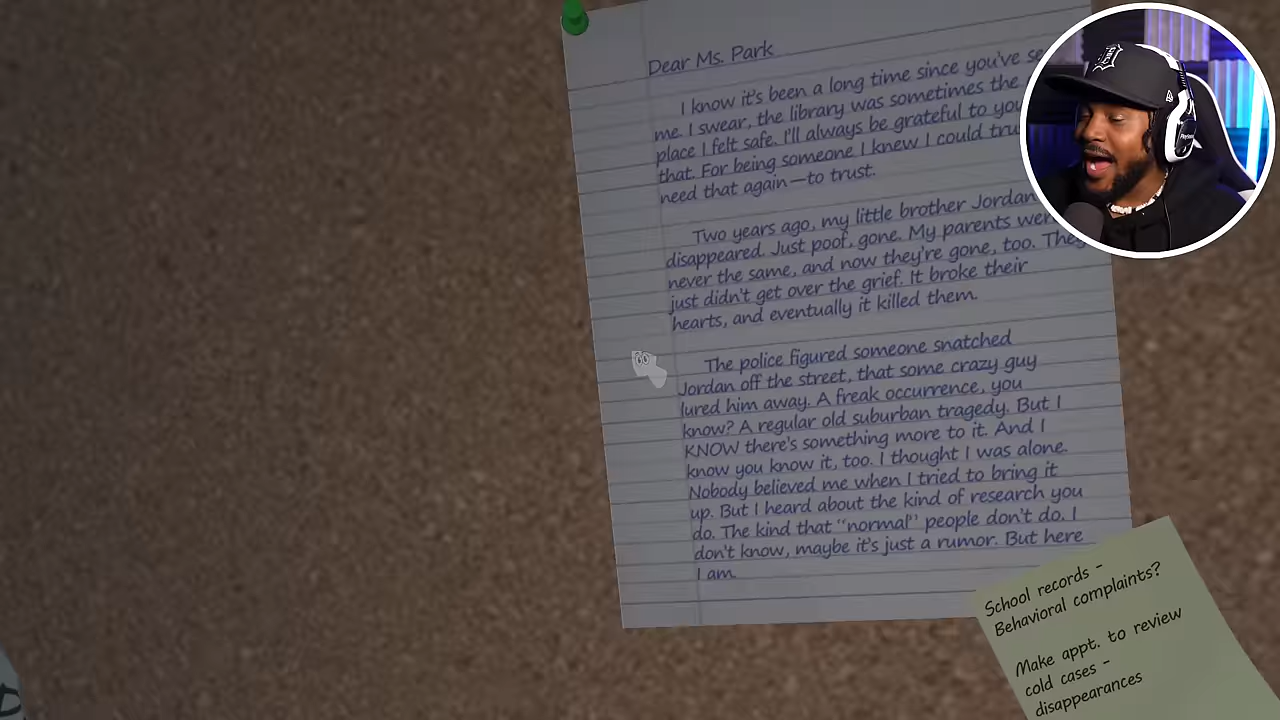 Dear Ms. Park
I know it's been a long time since you've
me. I swear, the library was sometimes the
place I felt safe. I'll always be grateful to you
that. For being someone I knew I could
need that again—to trust.
Two years ago, my little brother Jordan
disappeared. Just poof, gone. My parents were
never the same, and now they're gone, too. They
just didn't get over the grief. It broke their
hearts, and eventually it killed them.
The police figured someone snatched
Jordan off the street, that some crazy guy
lured him away. A freak occurrence, you
know? A regular old suburban tragedy. But I
KNOW there's something more to it. And I
know you know it, too. I thought I was alone.
Nobody believed me when I tried to bring it
up. But I heard about the kind of research you
do. The kind that "normal" people don't do. I
don't know, maybe it's just a rumor. But here
I am.
School records -
Behavioral complaints?
Make appt. to review
cold cases -
disappearances